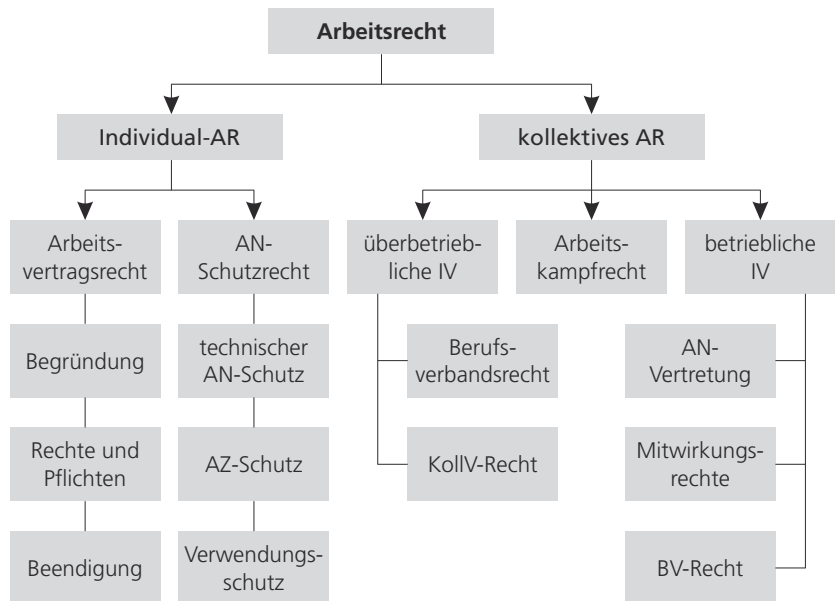 Arbeitsrecht
Individual-AR
kollektives AR
Arbeits-
vertragsrecht
AN-
Schutzrecht
überbetrieb-
liche IV
Arbeits-
kampfrecht
betriebliche
IV
Begründung
technischer
AN-Schutz
Berufs-
verbandsrecht
AN-
Vertretung
Rechte und
Pflichten
AZ-Schutz
KollV-Recht
Mitwirkungs-
rechte
Beendigung
Verwendungs-
schutz
BV-Recht